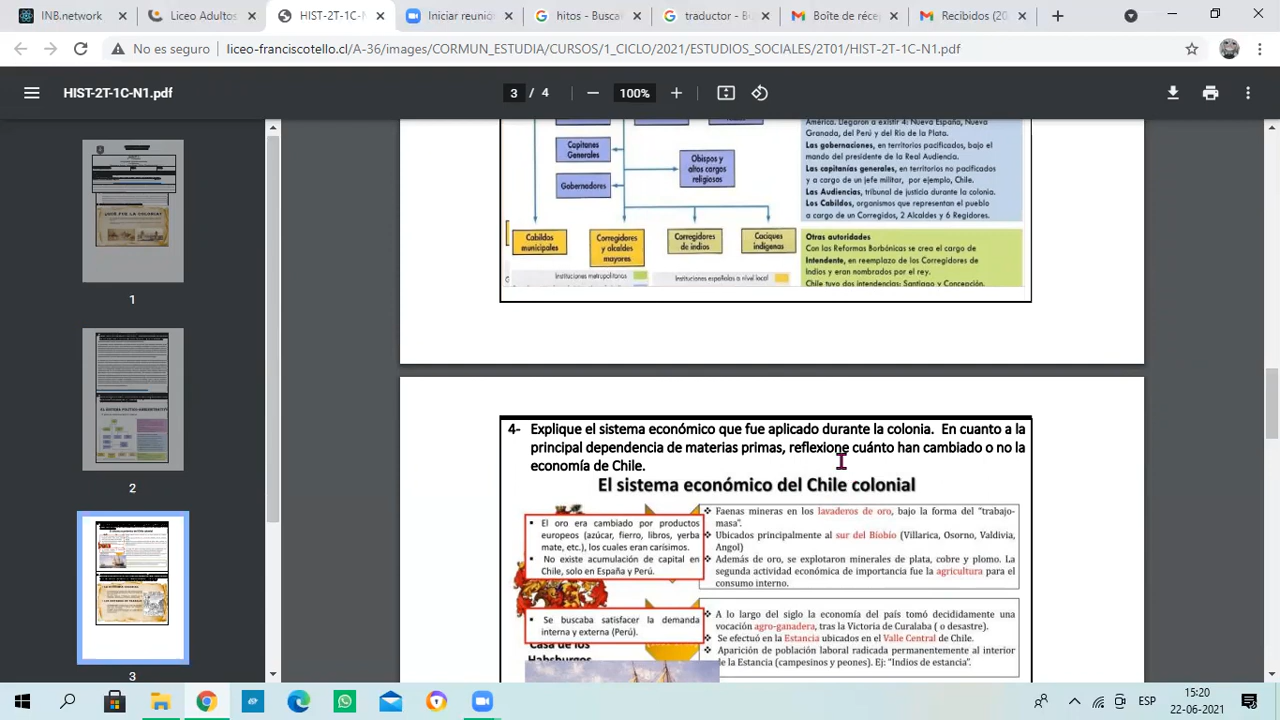 INB.network
Liceo Adultos
HIST-2T-1C-N
Iniciar reunión
hitos - Buscar
traductor - Bu
Boîte de réce
Recibidos (20
No es seguro
liceo-franciscotello.cl/A-36/images/CORMUN_ESTUDIA/CURSOS/1_CICLO/2021/ESTUDIOS_SOCIALES/2T01/HIST-2T-1C-N1.pdf
HIST-2T-1C-N1.pdf
3 / 4
100%
1
2
3
América. Llegaron a existir 4: Nueva España, Nueva
Granada, del Perú y del Río de la Plata.
Las gobernaciones, en territorios pacificados, bajo el
mando del presidente de la Real Audiencia.
Las capitanías generales, en territorios no pacificados
y a cargo de un jefe militar, por ejemplo, Chile.
Las Audiencias, tribunal de justicia durante la colonia.
Los Cabildos, organismos que representan el pueblo
a cargo de un Corregidos, 2 Alcaldes y 6 Regidores.
Capitanes
Generales
Gobernadores
Obispos y
altos cargos
religiosos
Cabildos
municipales
Corregidores
y alcaldes
mayores
Corregidores
de indios
Caciques
indígenas
Instituciones metropolitanas
Instituciones españolas a nivel local
Otras autoridades
Con las Reformas Borbónicas se crea el cargo de
Intendente, en reemplazo de los Corregidores de
Indios y eran nombrados por el rey.
Chile tuvo dos intendencias: Santiago y Concepción.
4- Explique el sistema económico que fue aplicado durante la colonia. En cuanto a la
principal dependencia de materias primas, reflexione cuánto han cambiado o no la
economía de Chile.
El sistema económico del Chile colonial
▪ El oro era cambiado por productos
europeos (azúcar, fierro, libros, yerba
mate, etc.), los cuales eran carísimos.
▪ No existe acumulación de capital en
Chile, solo en España y Perú.
❖ Faenas mineras en los lavaderos de oro, bajo la forma del "trabajo-
masa".
❖ Ubicados principalmente al sur del Biobío (Villarica, Osorno, Valdivia,
Angol)
❖ Además de oro, se explotaron minerales de plata, cobre y plomo. La
segunda actividad económica de importancia fue la agricultura para el
consumo interno.
▪ Se buscaba satisfacer la demanda
interna y externa (Perú).
Casa de los
Habsburgos
❖ A lo largo del siglo la economía del país tomó decididamente una
vocación agro-ganadera, tras la Victoria de Curalaba ( o desastre).
❖ Se efectuó en la Estancia ubicados en el Valle Central de Chile.
❖ Aparición de población laboral radicada permanentemente al interior
de la Estancia (campesinos y peones). Ej: "Indios de estancia".
ESP
15:20
22-06-2021